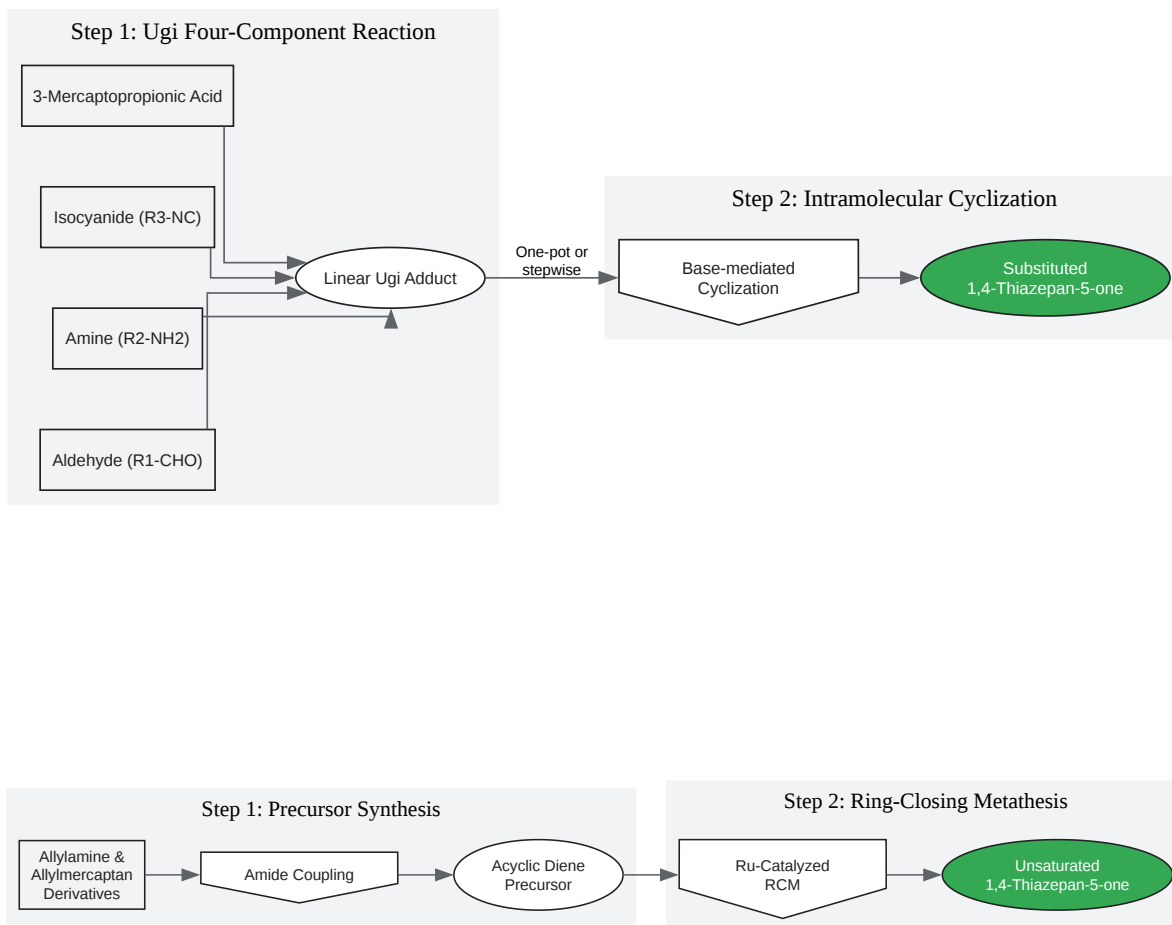 Step 1: Ugi Four-Component Reaction
3-Mercaptopropionic Acid
Isocyanide (R3-NC)
Amine (R2-NH2)
Aldehyde (R1-CHO)
Linear Ugi Adduct
One-pot or
stepwise
Step 2: Intramolecular Cyclization
Base-mediated
Cyclization
Substituted
1,4-Thiazepan-5-one
Step 1: Precursor Synthesis
Allylamine &
Allylmercaptan
Derivatives
Amide Coupling
Acyclic Diene
Precursor
Step 2: Ring-Closing Metathesis
Ru-Catalyzed
RCM
Unsaturated
1,4-Thiazepan-5-one